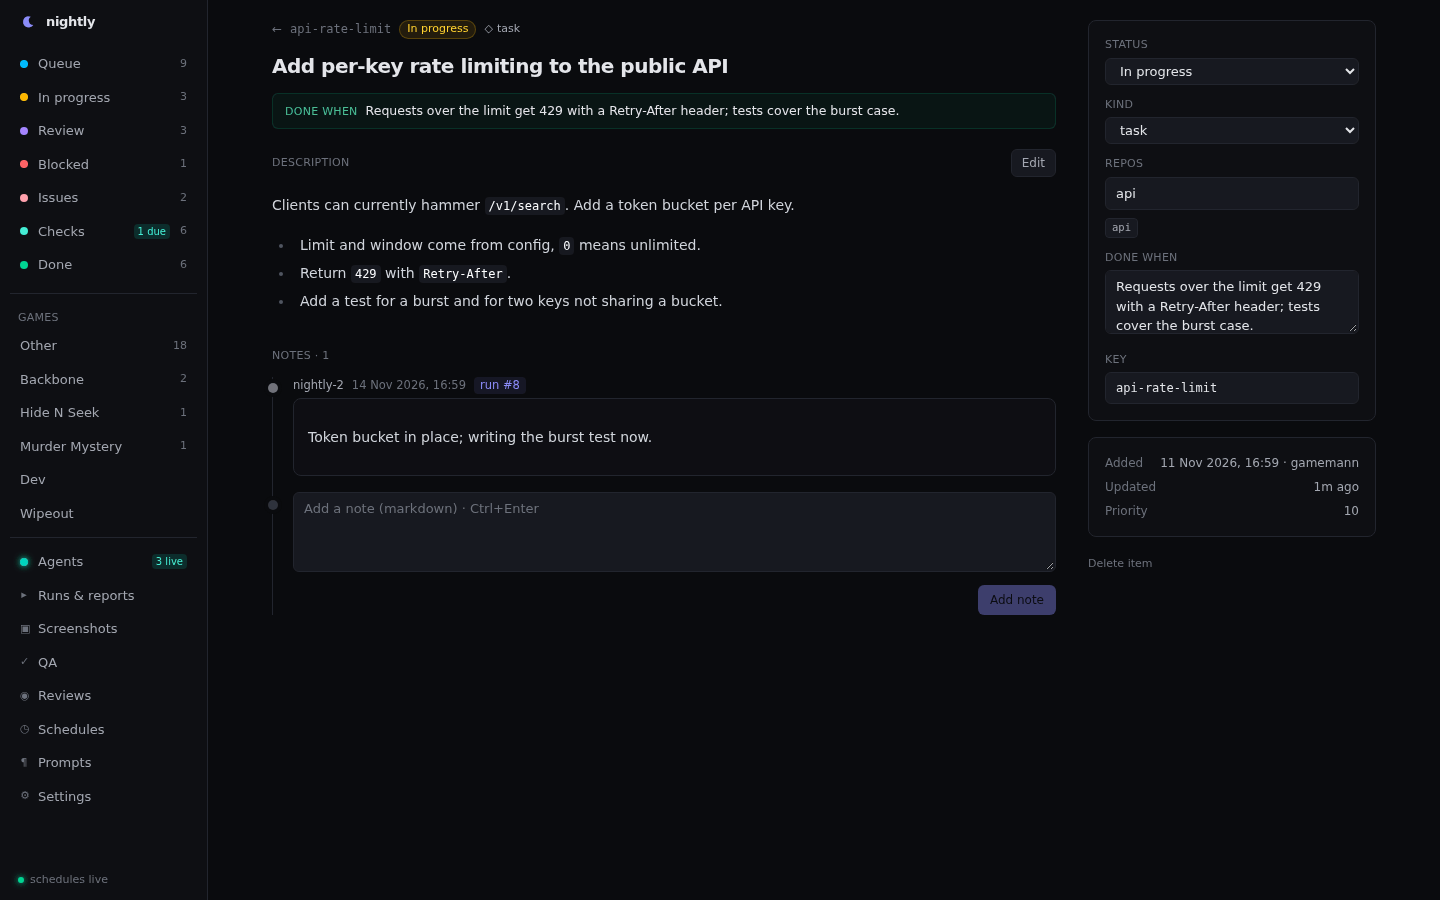 nightly
Queue 9
In progress 3
Review 3
Blocked 1
Issues 2
Checks 1 due 6
Done 6
GAMES
Other 18
Backbone 2
Hide N Seek 1
Murder Mystery 1
Dev
Wipeout
Agents 3 live
Runs & reports
Screenshots
QA
Reviews
Schedules
Prompts
Settings
schedules live
← api-rate-limit In progress ◇ task
Add per-key rate limiting to the public API
DONE WHEN Requests over the limit get 429 with a Retry-After header; tests cover the burst case.
DESCRIPTION Edit
Clients can currently hammer /v1/search. Add a token bucket per API key.
• Limit and window come from config, 0 means unlimited.
• Return 429 with Retry-After.
• Add a test for a burst and for two keys not sharing a bucket.
NOTES · 1
nightly-2 14 Nov 2026, 16:59 run #8
Token bucket in place; writing the burst test now.
Add a note (markdown) · Ctrl+Enter
Add note
STATUS
In progress
KIND
task
REPOS
api
api
DONE WHEN
Requests over the limit get 429
with a Retry-After header; tests
cover the burst case.
KEY
api-rate-limit
Added 11 Nov 2026, 16:59 · gamemann
Updated 1m ago
Priority 10
Delete item